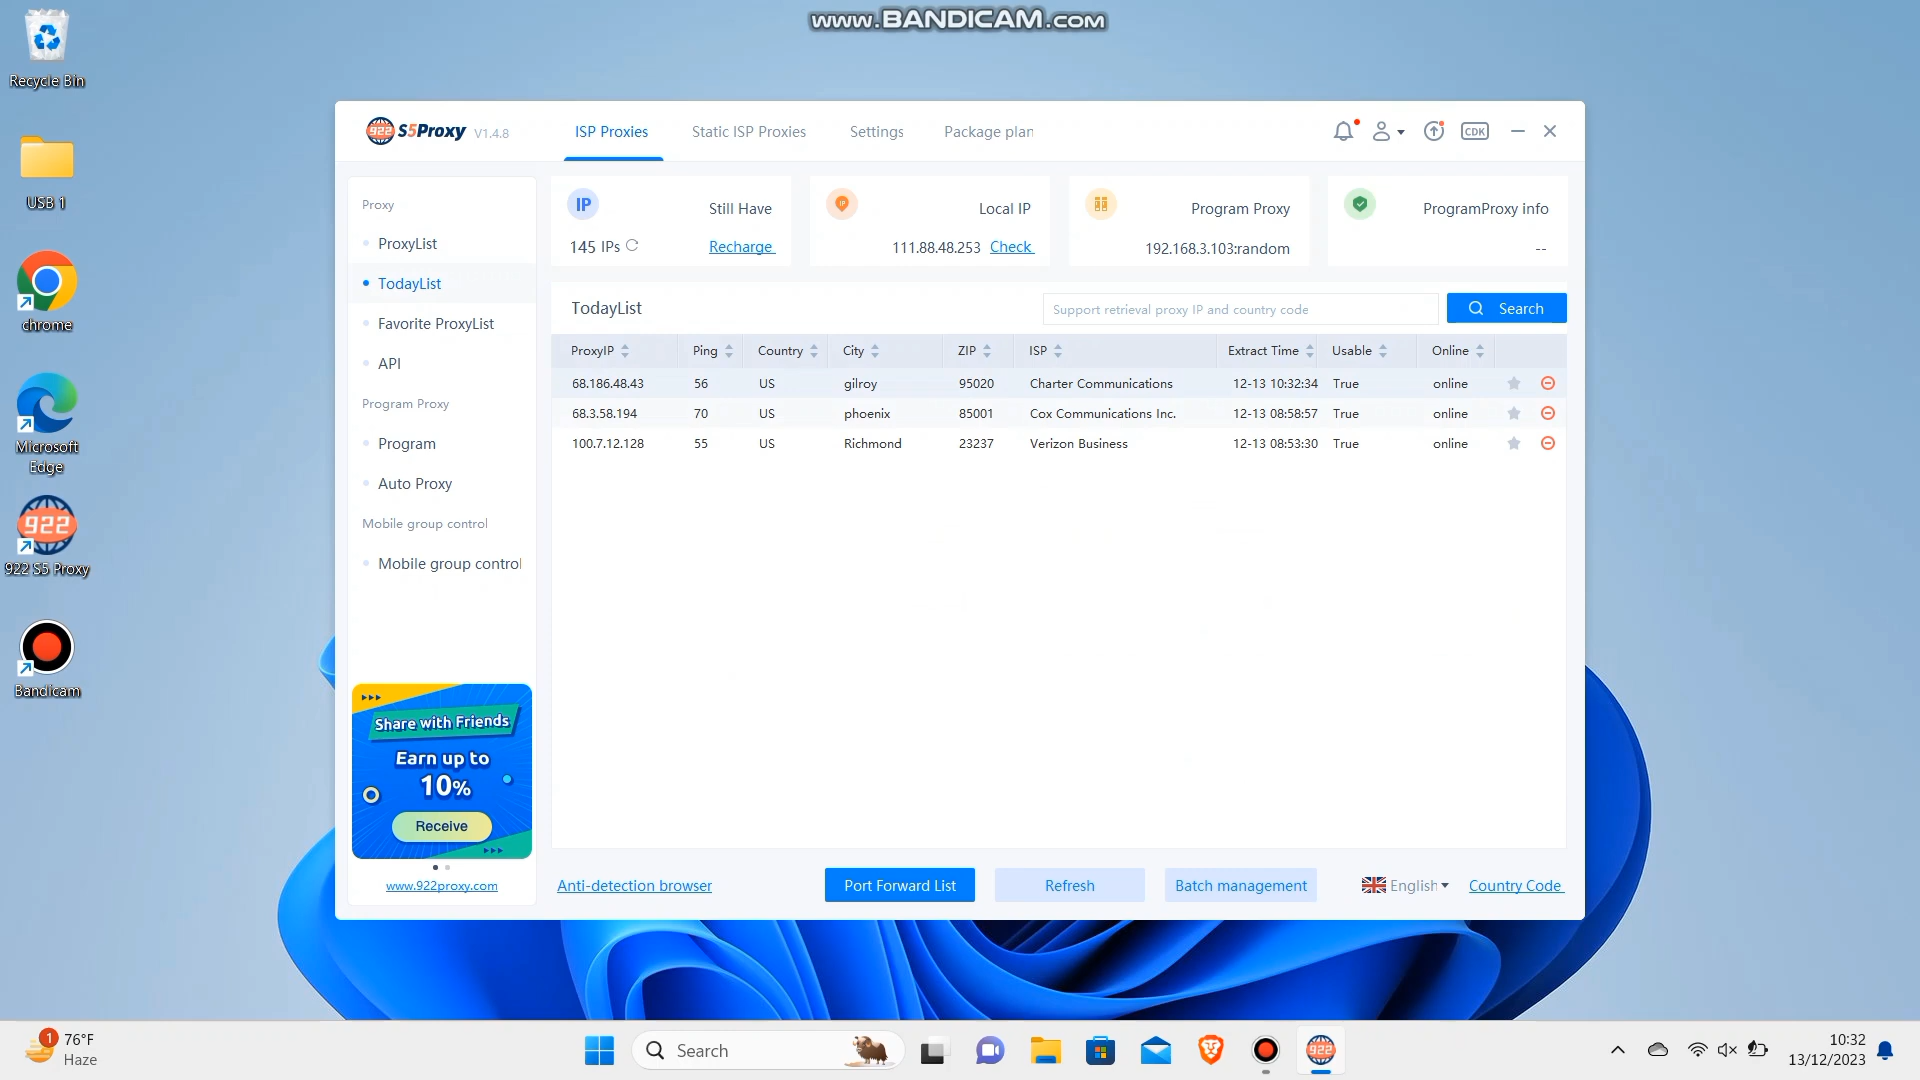 www.BANDICAM.com
Recycle Bin
USB 1
chrome
Microsoft
Edge
922
922 S5 Proxy
Bandicam
922 S5Proxy V1.4.8
ISP Proxies
Static ISP Proxies
Settings
Package plan
CDK
Proxy
ProxyList
TodayList
Favorite ProxyList
API
Program Proxy
Program
Auto Proxy
Mobile group control
Mobile group control
Share with Friends
Earn up to
10%
Receive
www.922proxy.com
IP
Still Have
145 IPs
Recharge
IP
Local IP
111.88.48.253 Check
Program Proxy
192.168.3.103:random
ProgramProxy info
--
TodayList
Support retrieval proxy IP and country code
Search
ProxyIP Ping Country City ZIP ISP Extract Time Usable Online
68.186.48.43 56 US gilroy 95020 Charter Communications 12-13 10:32:34 True online
68.3.58.194 70 US phoenix 85001 Cox Communications Inc. 12-13 08:58:57 True online
100.7.12.128 55 US Richmond 23237 Verizon Business 12-13 08:53:30 True online
Anti-detection browser
Port Forward List
Refresh
Batch management
English
Country Code
1
76°F
Haze
Search
922
10:32
13/12/2023